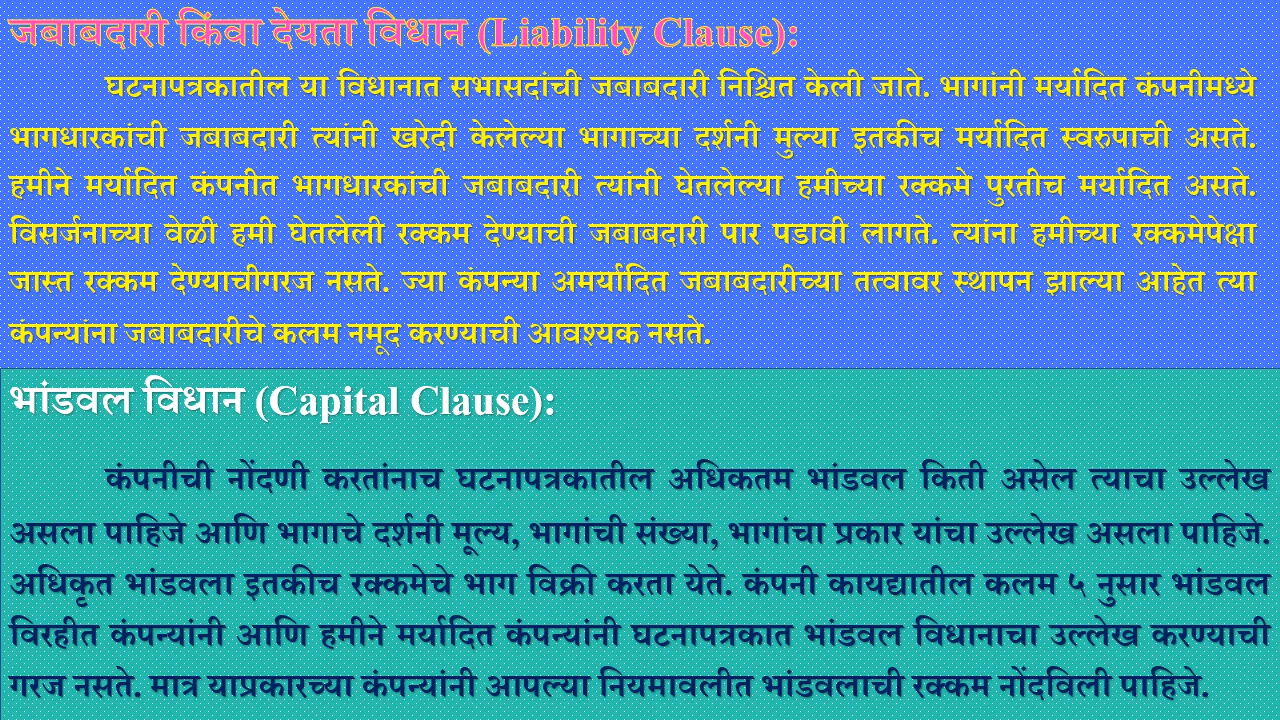 जबाबदारी किंवा देयता विधान (Liability Clause):
घटनापत्रकातील या विधानात सभासदांची जबाबदारी निश्चित केली जाते. भागांनी मर्यादित कंपनीमध्ये
भागधारकांची जबाबदारी त्यांनी खरेदी केलेल्या भागाच्या दर्शनी मुल्या इतकीच मर्यादित स्वरुपाची असते.
हमीने मर्यादित कंपनीत भागधारकांची जबाबदारी त्यांनी घेतलेल्या हमीच्या रक्कमे पुरतीच मर्यादित असते.
विसर्जनाच्या वेळी हमी घेतलेली रक्कम देण्याची जबाबदारी पार पडावी लागते. त्यांना हमीच्या रक्कमेपेक्षा
जास्त रक्कम देण्याचीगरज नसते. ज्या कंपन्या अमर्यादित जबाबदारीच्या तत्वावर स्थापन झाल्या आहेत त्या
कंपन्यांना जबाबदारीचे कलम नमूद करण्याची आवश्यक नसते.
भांडवल विधान (Capital Clause):
कंपनीची नोंदणी करतांनाच घटनापत्रकातील अधिकतम भांडवल किती असेल त्याचा उल्लेख
असला पाहिजे आणि भागाचे दर्शनी मूल्य, भागांची संख्या, भागांचा प्रकार यांचा उल्लेख असला पाहिजे.
अधिकृत भांडवला इतकीच रक्कमेचे भाग विक्री करता येते. कंपनी कायद्यातील कलम ५ नुसार भांडवल
विरहीत कंपन्यांनी आणि हमीने मर्यादित कंपन्यांनी घटनापत्रकात भांडवल विधानाचा उल्लेख करण्याची
गरज नसते. मात्र याप्रकारच्या कंपन्यांनी आपल्या नियमावलीत भांडवलाची रक्कम नोंदविली पाहिजे.